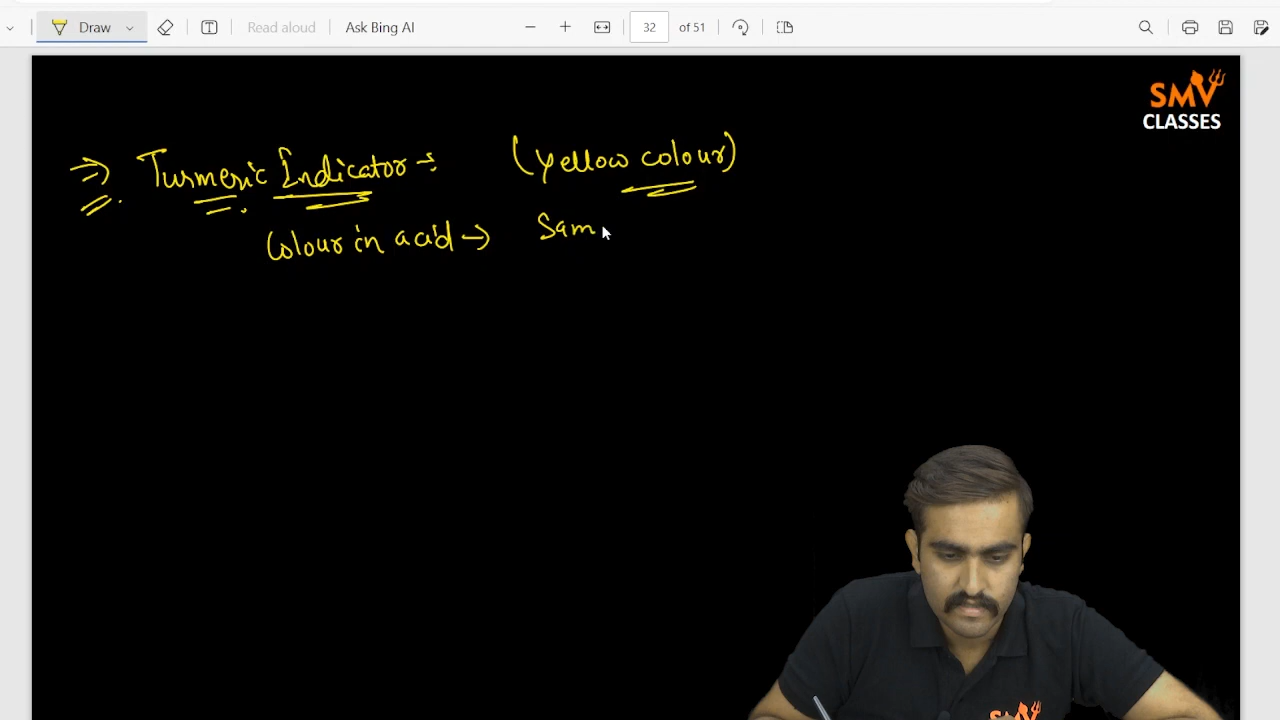 Draw
Read aloud
Ask Bing AI
32 of 51
SMV
CLASSES
⇒ Turmeric Indicator :- (Yellow colour)
Colour in acid → Sam
SMV